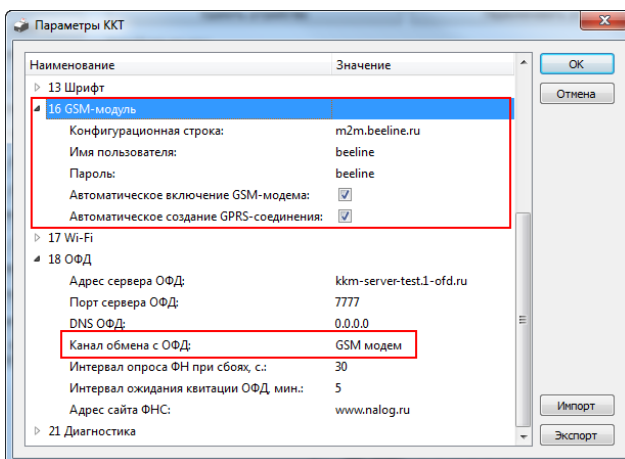 Параметры ККТ
Наименование Значение
13 Шрифт
16 GSM-модуль
Конфигурационная строка: m2m.beeline.ru
Имя пользователя: beeline
Пароль: beeline
Автоматическое включение GSM-модема:
Автоматическое создание GPRS-соединения:
17 Wi-Fi
18 ОФД
Адрес сервера ОФД: kkm-server-test.1-ofd.ru
Порт сервера ОФД: 7777
DNS ОФД: 0.0.0.0
Канал обмена с ОФД: GSM модем
Интервал опроса ФН при сбоях, с.: 30
Интервал ожидания квитации ОФД, мин.: 5
Адрес сайта ФНС: www.nalog.ru
21 Диагностика
ОК
Отмена
Импорт
Экспорт